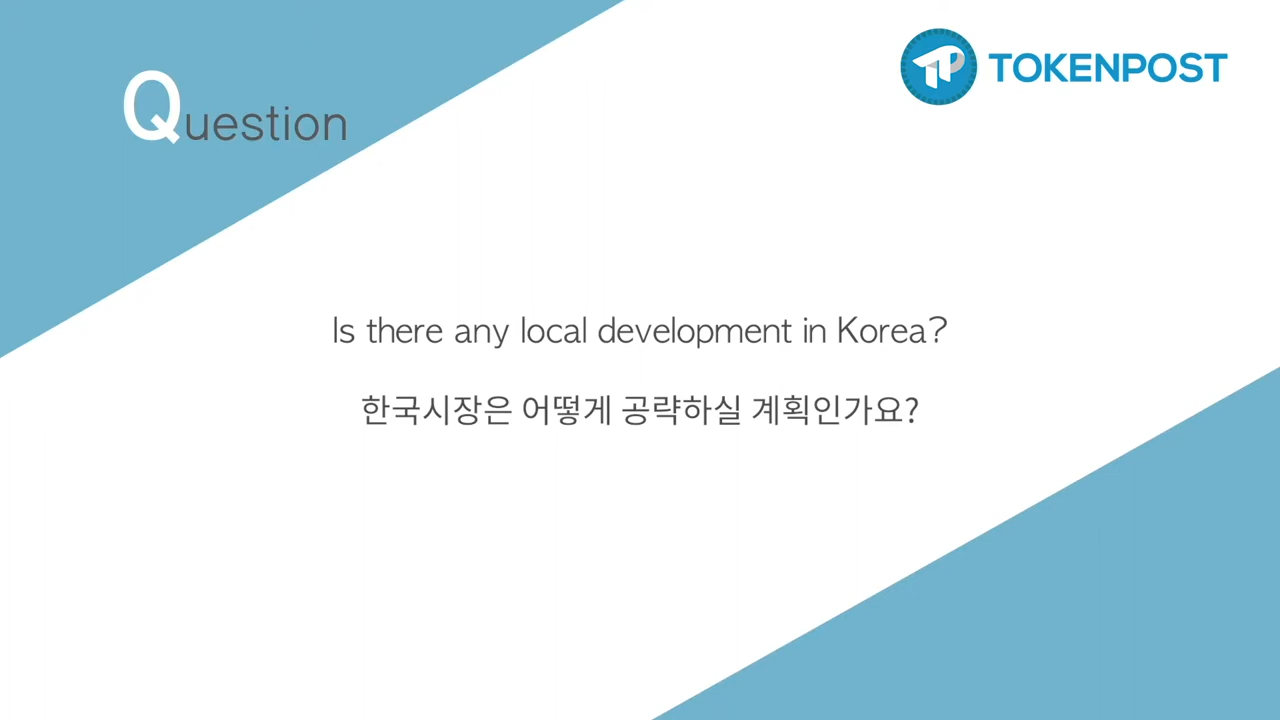 Question
TOKENPOST
Is there any local development in Korea?
한국시장은 어떻게 공략하실 계획인가요?